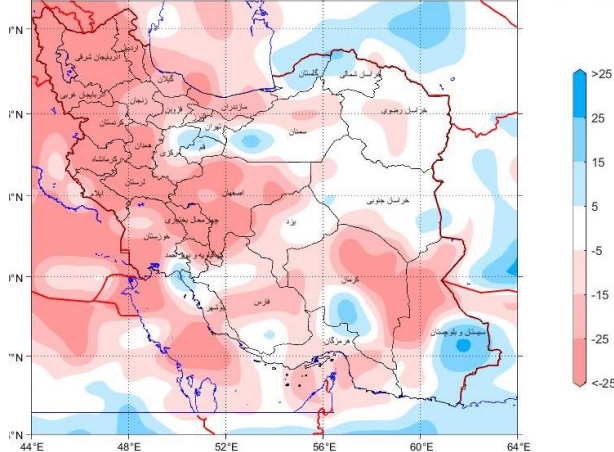 اردبیل
آذربایجان شرقی
گیلان
گلستان
خراسان شمالی
زنجان
قزوین
مازندران
خراسان رضوی
کردستان
تهران
سمنان
همدان
قم
مرکزی
کرمانشاه
لرستان
ایلام
اصفهان
خراسان جنوبی
چهارمحال بختیاری
یزد
خوزستان
کرمان
فارس
بوشهر
سیستان و بلوچستان
هرمزگان
>25
25
15
5
-5
-15
-25
<-25
44°E
48°E
52°E
56°E
60°E
64°E